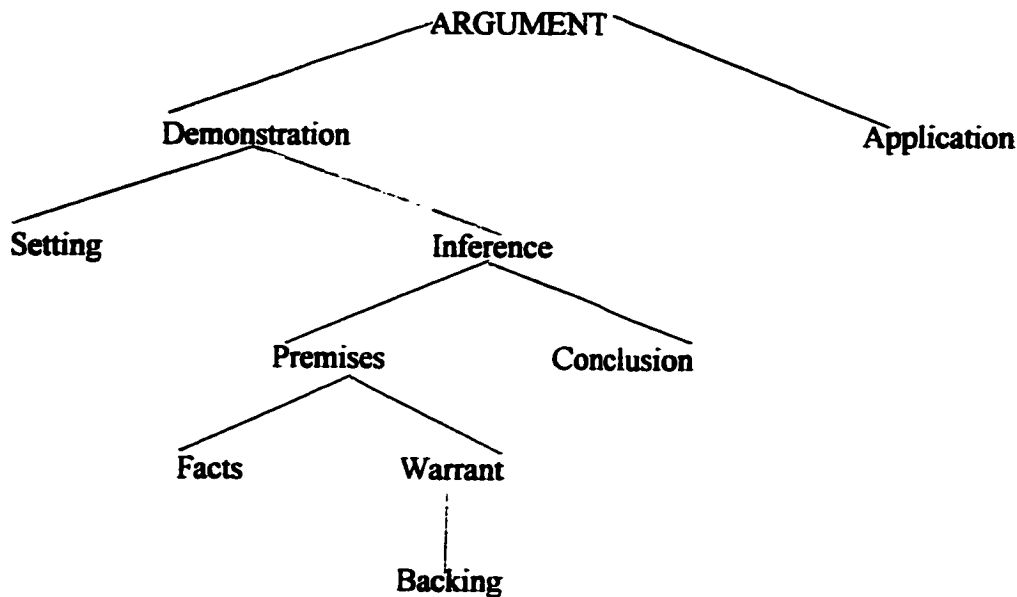 ARGUMENT
Demonstration
Application
Setting
Inference
Premises
Conclusion
Facts
Warrant
Backing